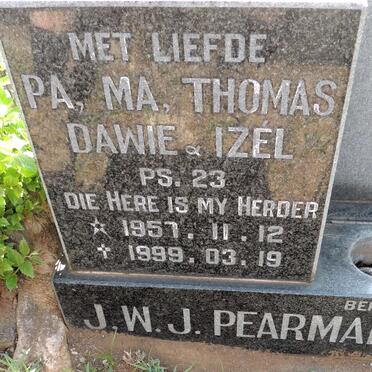 MET LIEFDE
PA, MA, THOMAS
DAWIE & IZEL
PS. 23
DIE HERE IS MY HERDER
☆ 1957. 11. 12
✝ 1999. 03. 19
J.W.J. PEARMA